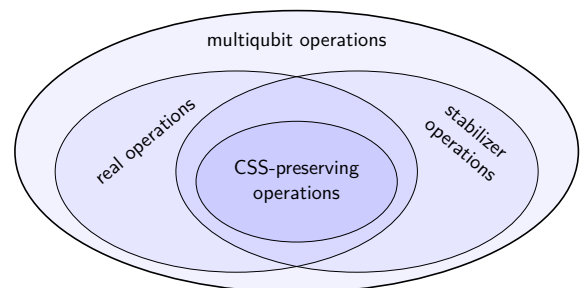 multiqubit operations
real operations
stabilizer
operations
CSS-preserving
operations